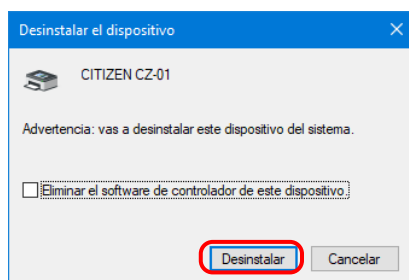 Desinstalar el dispositivo
CITIZEN CZ-01
Advertencia: vas a desinstalar este dispositivo del sistema.
Eliminar el software de controlador de este dispositivo.
Desinstalar Cancelar